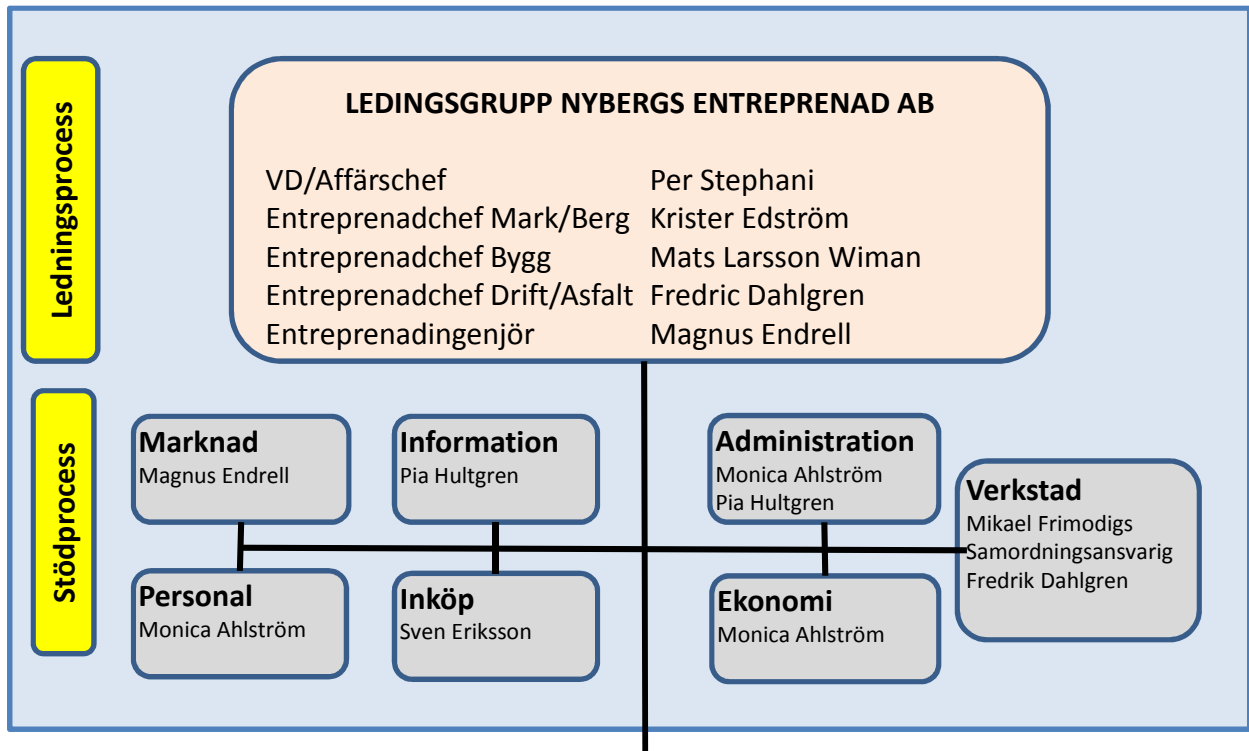 Ledningsprocess
LEDINGSGRUPP NYBERGS ENTREPRENAD AB
VD/Affärschef Per Stephani
Entreprenadchef Mark/Berg Krister Edström
Entreprenadchef Bygg Mats Larsson Wiman
Entreprenadchef Drift/Asfalt Fredric Dahlgren
Entreprenadingenjör Magnus Endrell
Stödprocess
Marknad
Magnus Endrell
Information
Pia Hultgren
Administration
Monica Ahlström
Pia Hultgren
Verkstad
Mikael Frimodigs
Samordningsansvarig
Fredrik Dahlgren
Personal
Monica Ahlström
Inköp
Sven Eriksson
Ekonomi
Monica Ahlström